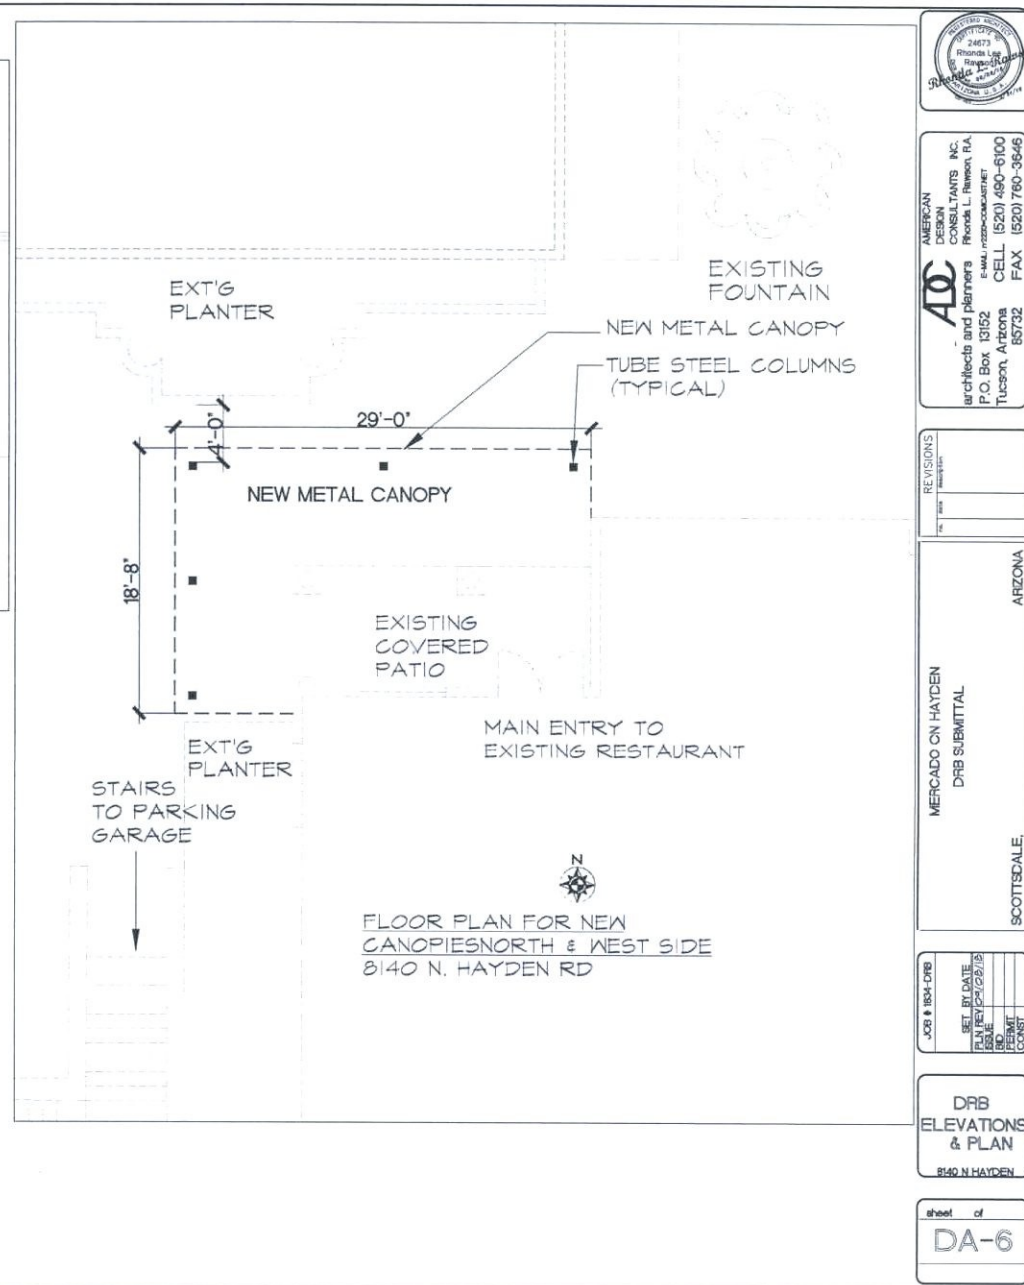 EXT'G
PLANTER
EXISTING
FOUNTAIN
NEW METAL CANOPY
TUBE STEEL COLUMNS
(TYPICAL)
4'-0"
29'-0"
NEW METAL CANOPY
18'-8"
EXISTING
COVERED
PATIO
MAIN ENTRY TO
EXISTING RESTAURANT
EXT'G
PLANTER
STAIRS
TO PARKING
GARAGE
N
FLOOR PLAN FOR NEW
CANOPIESNORTH & WEST SIDE
8140 N. HAYDEN RD
REGISTERED ARCHITECT
24673
Rhonda Lee
Rawson
ARIZONA U.S.A.
ADC
AMERICAN
DESIGN
CONSULTANTS INC.
architects and planners Rhonda L. Rawson, R.A.
P.O. Box 13152
Tucson, Arizona CELL (520) 490-6100
85732 FAX (520) 760-3646
REVISIONS
MERCADO ON HAYDEN
DRB SUBMITTAL
SCOTTSDALE, ARIZONA
JOB # 1834-DRB
SET BY DATE
PLN REV
ISSUE
BID
PERMIT
CONST
DRB
ELEVATIONS
& PLAN
8140 N HAYDEN
sheet of
DA-6